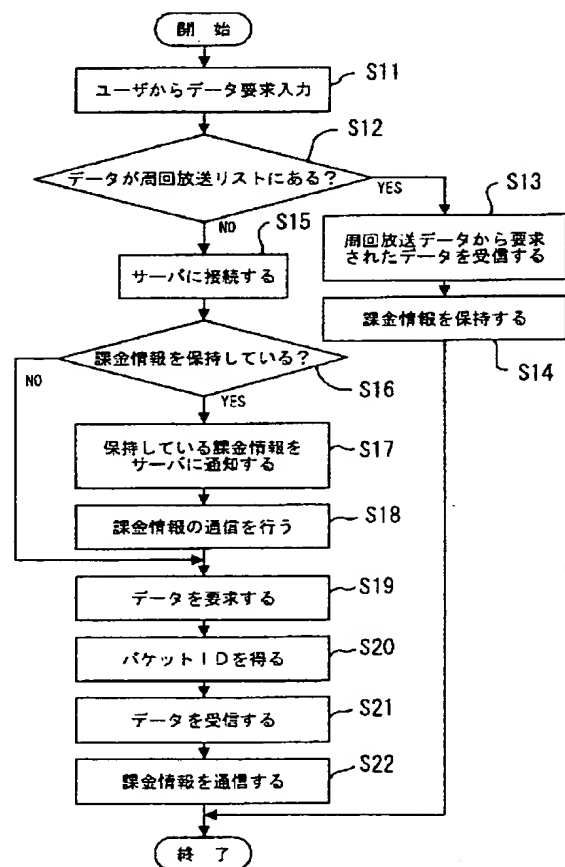 開 始
ユーザからデータ要求入力
S11
データが周回放送リストにある?
S12
YES
NO
周回放送データから要求
されたデータを受信する
S13
課金情報を保持する
S14
サーバに接続する
S15
課金情報を保持している?
S16
NO
YES
保持している課金情報を
サーバに通知する
S17
課金情報の通信を行う
S18
データを要求する
S19
パケットIDを得る
S20
データを受信する
S21
課金情報を通信する
S22
終 了